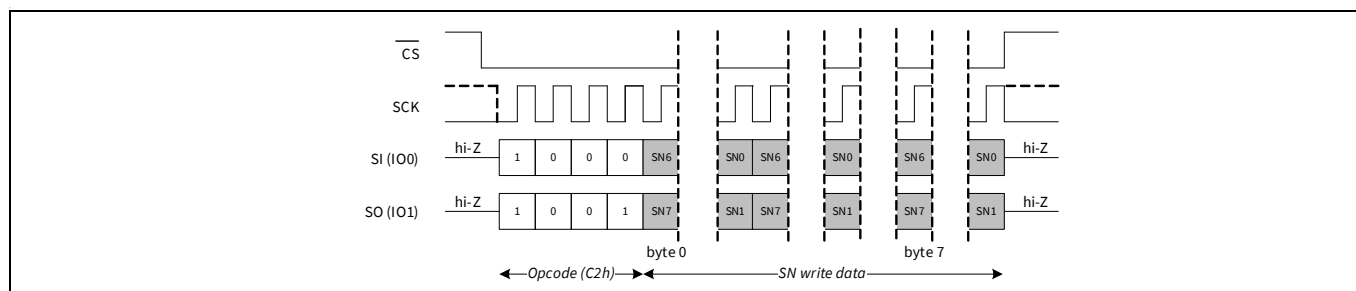 CS
SCK
hi-Z hi-Z
SI (IO0) 1 0 0 0 SN6 SN0 SN6 SN0 SN6 SN0
hi-Z hi-Z
SO (IO1) 1 0 0 1 SN7 SN1 SN7 SN1 SN7 SN1
byte 0 byte 7
Opcode (C2h) SN write data